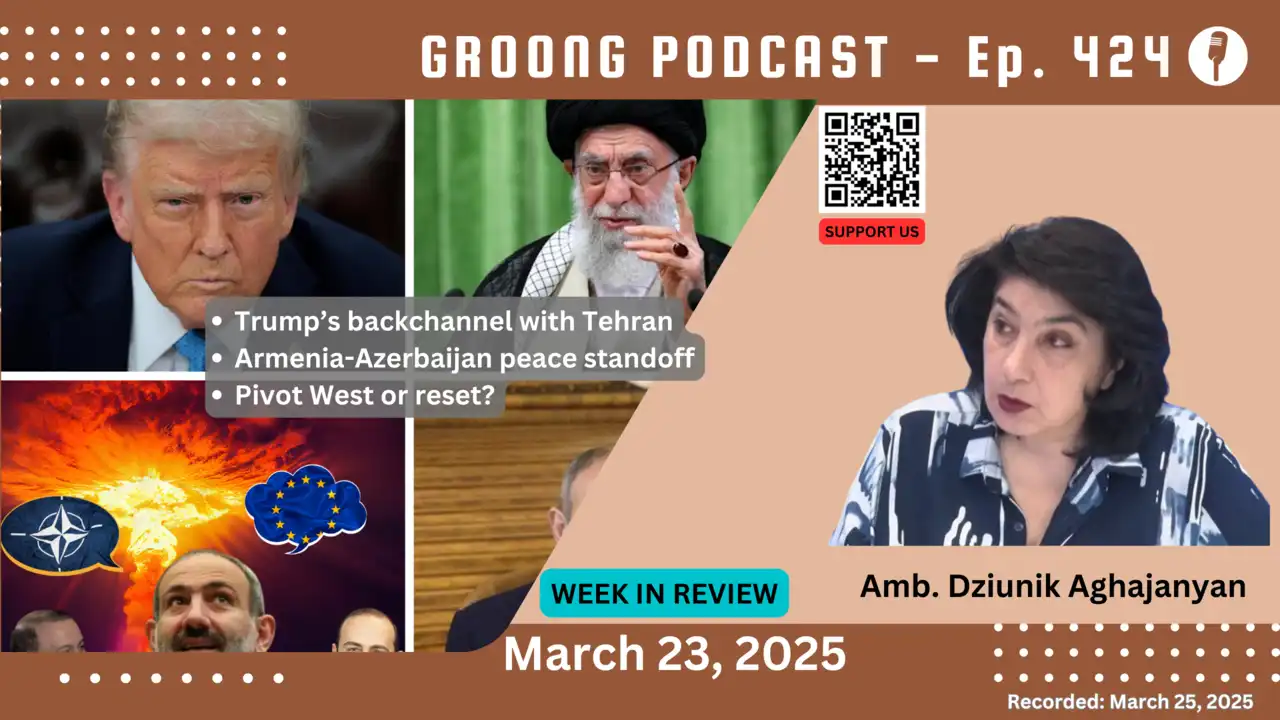 GROONG PODCAST - Ep. 424
SUPPORT US
• Trump's backchannel with Tehran
• Armenia-Azerbaijan peace standoff
• Pivot West or reset?
WEEK IN REVIEW
Amb. Dziunik Aghajanyan
March 23, 2025
Recorded: March 25, 2025